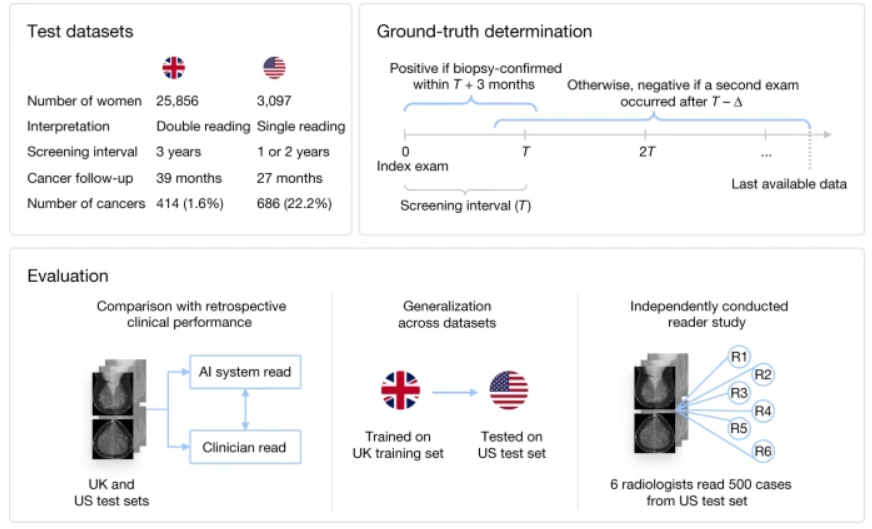 Test datasets
Number of women 25,856 3,097
Interpretation Double reading Single reading
Screening interval 3 years 1 or 2 years
Cancer follow-up 39 months 27 months
Number of cancers 414 (1.6%) 686 (22.2%)
Ground-truth determination
Positive if biopsy-confirmed
within T + 3 months
Otherwise, negative if a second exam
occurred after T – Δ
0 T 2T ...
Index exam
Last available data
Screening interval (T)
Evaluation
Comparison with retrospective
clinical performance
AI system read
Clinician read
UK and
US test sets
Generalization
across datasets
Trained on
UK training set
Tested on
US test set
Independently conducted
reader study
R1
R2
R3
R4
R5
R6
6 radiologists read 500 cases
from US test set